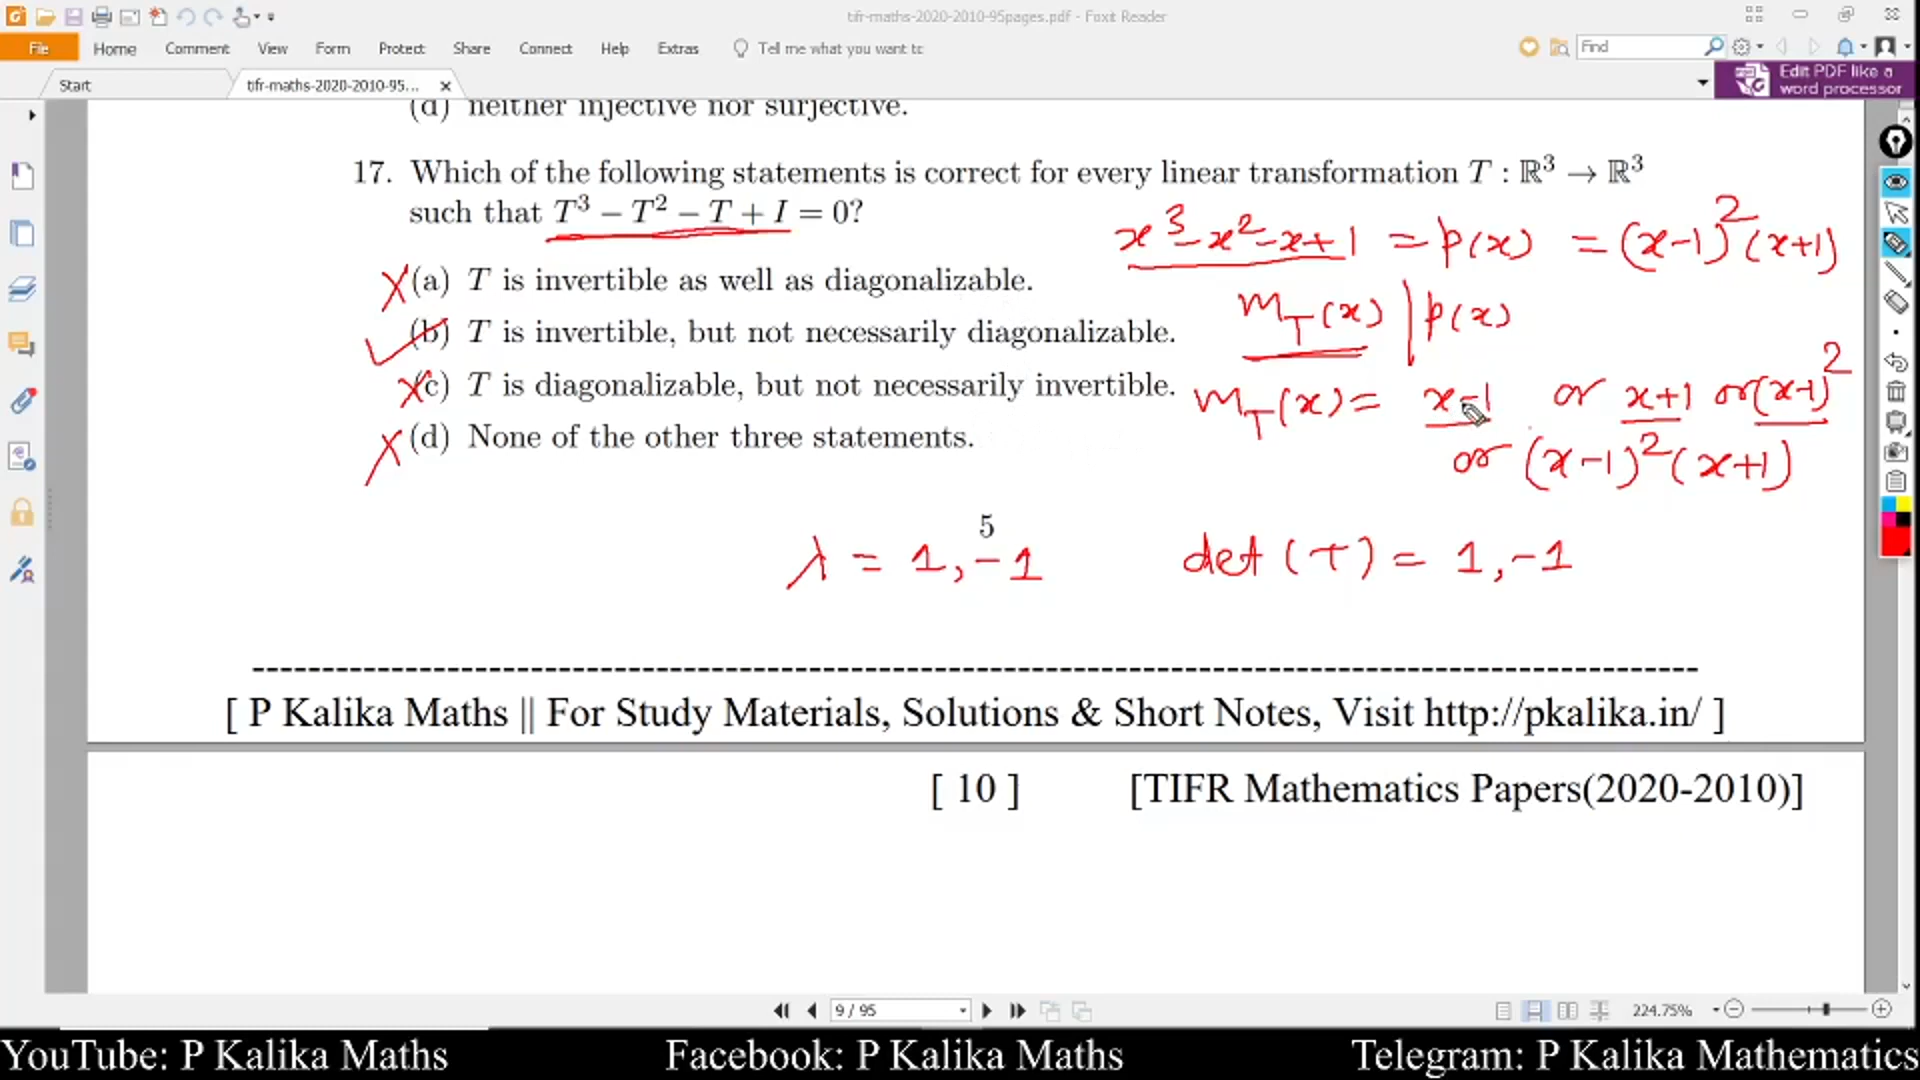 tifr-maths-2020-2010-95pages.pdf - Foxit Reader
File Home Comment View Form Protect Share Connect Help Extras Tell me what you want to Find
Start tifr-maths-2020-2010-95... Edit PDF like a word processor
(d) neither injective nor surjective.
17. Which of the following statements is correct for every linear transformation T : ℝ³ → ℝ³
such that T³ − T² − T + I = 0?
x³-x²-x+1 = p(x) = (x-1)²(x+1)
(a) T is invertible as well as diagonalizable.
m_T(x) | p(x)
(b) T is invertible, but not necessarily diagonalizable.
(c) T is diagonalizable, but not necessarily invertible.
m_T(x) = x-1 or x+1 or (x-1)²
or (x-1)²(x+1)
(d) None of the other three statements.
5
λ = 1, -1 det(T) = 1, -1
[ P Kalika Maths || For Study Materials, Solutions & Short Notes, Visit http://pkalika.in/ ]
[ 10 ] [TIFR Mathematics Papers(2020-2010)]
9 / 95 224.75%
YouTube: P Kalika Maths Facebook: P Kalika Maths Telegram: P Kalika Mathematics